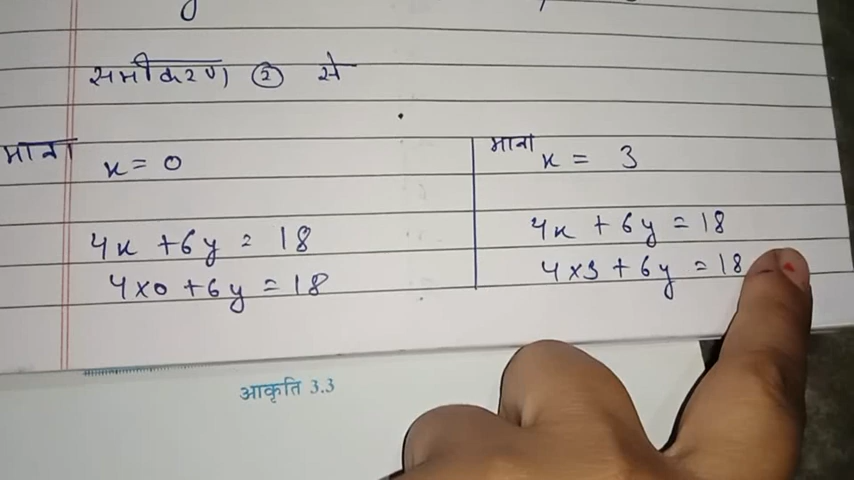 समीकरण ② से
माना x = 0
4x + 6y = 18
4×0 + 6y = 18
माना x = 3
4x + 6y = 18
4×3 + 6y = 18
आकृति 3.3